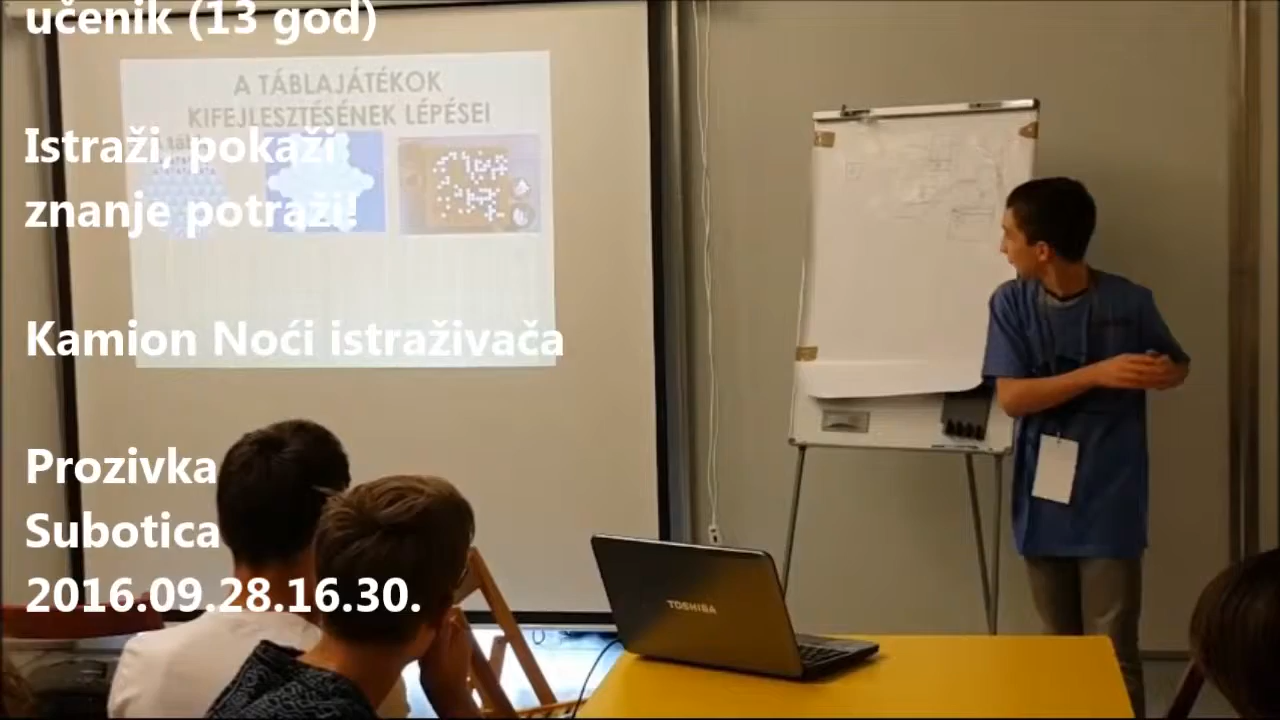 učenik (13 god)
A TÁBLAJÁTÉKOK
KIFEJLESZTÉSÉNEK LÉPÉSEI
Istraži, pokaži
znanje potraži!
Kamion Noći istraživača
Prozivka
Subotica
2016.09.28.16.30.
TOSHIBA